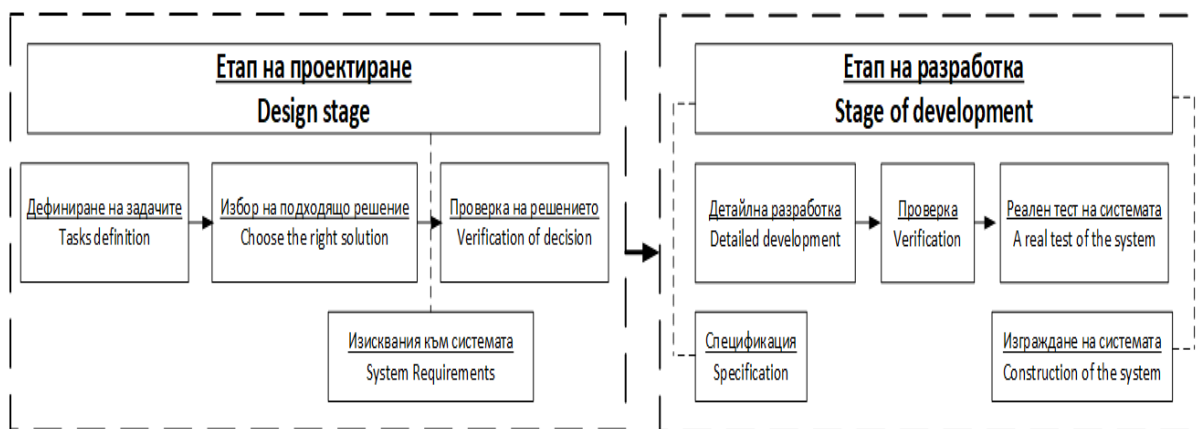 Етап на проектиране
Design stage
Дефиниране на задачите
Tasks definition
Избор на подходящо решение
Choose the right solution
Проверка на решението
Verification of decision
Изисквания към системата
System Requirements
Етап на разработка
Stage of development
Детайлна разработка
Detailed development
Проверка
Verification
Реален тест на системата
A real test of the system
Спецификация
Specification
Изграждане на системата
Construction of the system